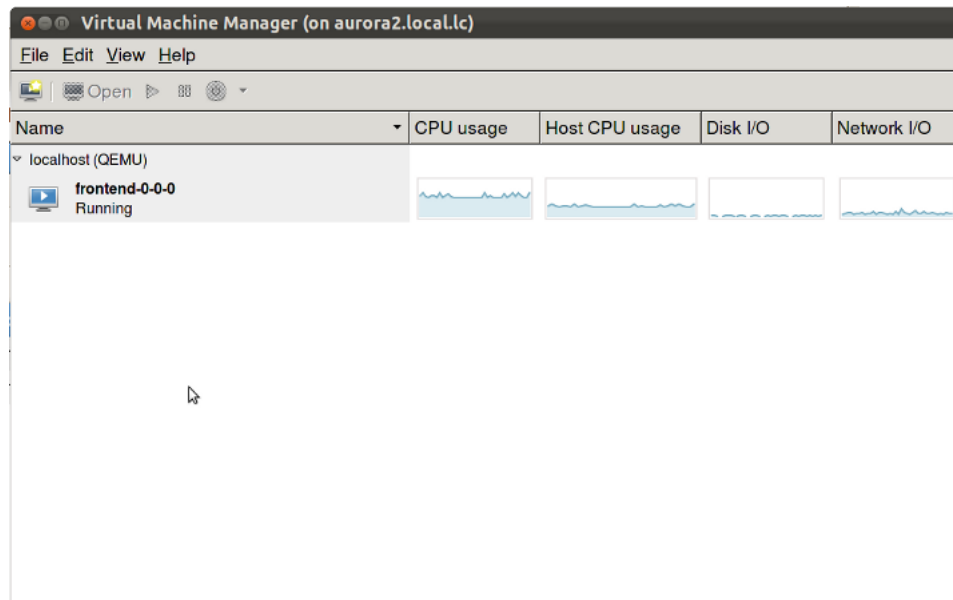 Virtual Machine Manager (on aurora2.local.lc)
File Edit View Help
Open
Name CPU usage Host CPU usage Disk I/O Network I/O
localhost (QEMU)
frontend-0-0-0
Running